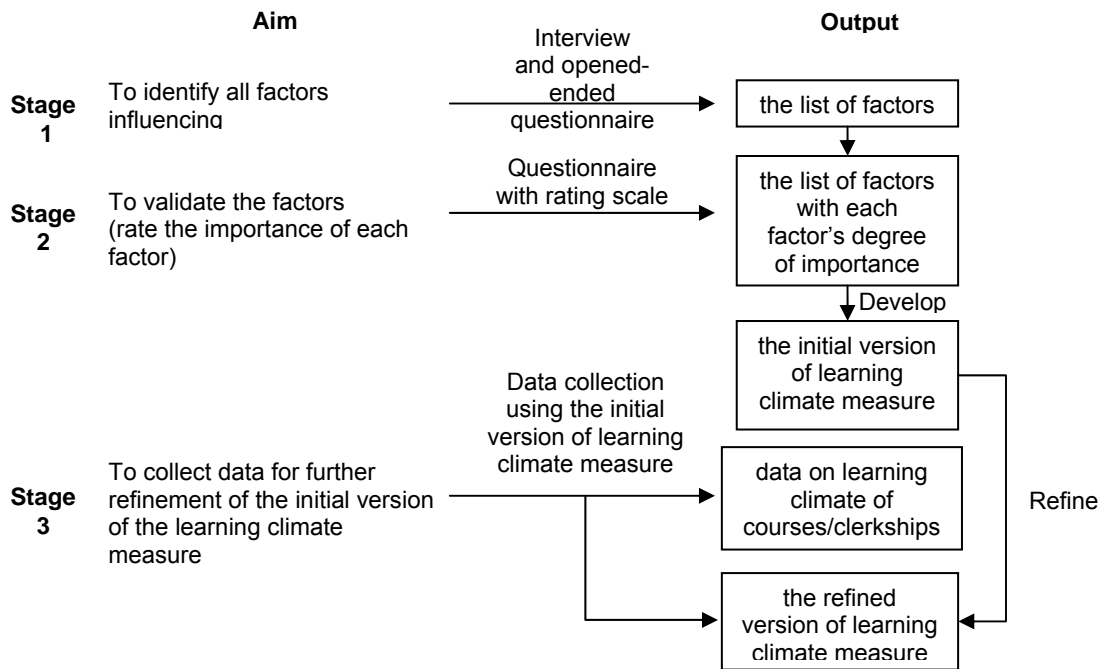 Aim
Output
Stage
1
To identify all factors
influencing
Interview
and opened-
ended
questionnaire
the list of factors
Stage
2
To validate the factors
(rate the importance of each
factor)
Questionnaire
with rating scale
the list of factors
with each
factor’s degree
of importance
Develop
the initial version
of learning
climate measure
Stage
3
To collect data for further
refinement of the initial version
of the learning climate
measure
Data collection
using the initial
version of learning
climate measure
data on learning
climate of
courses/clerkships
Refine
the refined
version of learning
climate measure